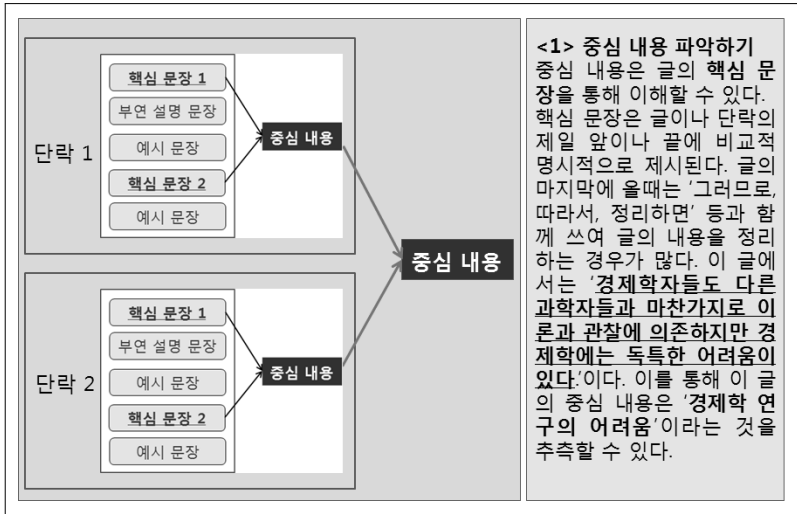 단락 1
핵심 문장 1
부연 설명 문장
예시 문장
핵심 문장 2
예시 문장
중심 내용
단락 2
핵심 문장 1
부연 설명 문장
예시 문장
핵심 문장 2
예시 문장
중심 내용
중심 내용
<1> 중심 내용 파악하기
중심 내용은 글의 핵심 문
장을 통해 이해할 수 있다.
핵심 문장은 글이나 단락의
제일 앞이나 끝에 비교적
명시적으로 제시된다. 글의
마지막에 올때는 '그러므로,
따라서, 정리하면' 등과 함
께 쓰여 글의 내용을 정리
하는 경우가 많다. 이 글에
서는 '경제학자들도 다른
과학자들과 마찬가지로 이
론과 관찰에 의존하지만 경
제학에는 독특한 어려움이
있다.'이다. 이를 통해 이 글
의 중심 내용은 '경제학 연
구의 어려움'이라는 것을
추측할 수 있다.